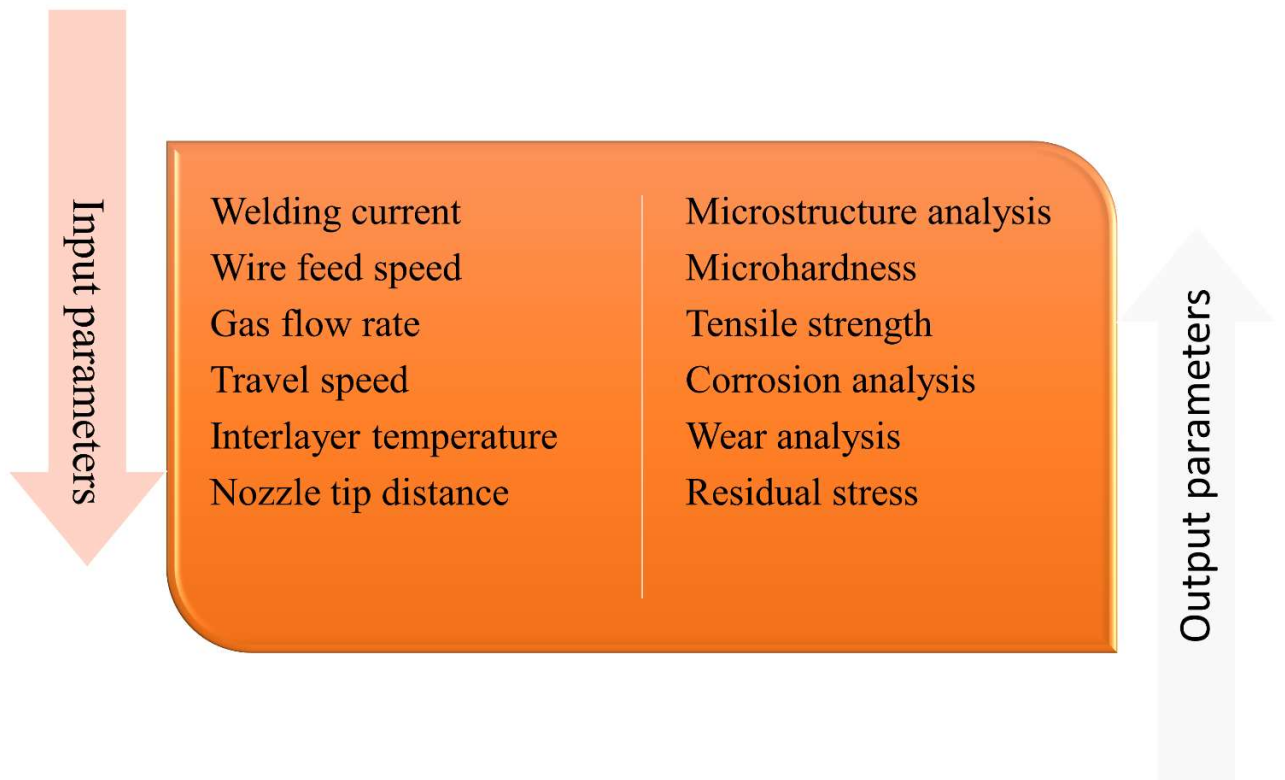 Input parameters
Welding current
Wire feed speed
Gas flow rate
Travel speed
Interlayer temperature
Nozzle tip distance
Microstructure analysis
Microhardness
Tensile strength
Corrosion analysis
Wear analysis
Residual stress
Output parameters